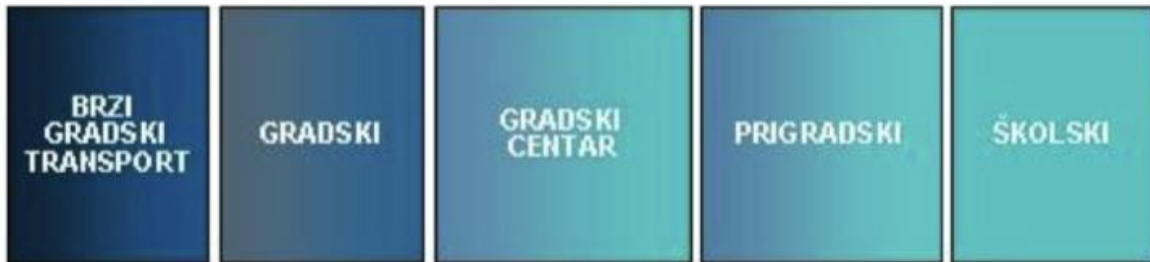 BRZI
GRADSKI
TRANSPORT
GRADSKI
GRADSKI
CENTAR
PRIGRADSKI
ŠKOLSKI